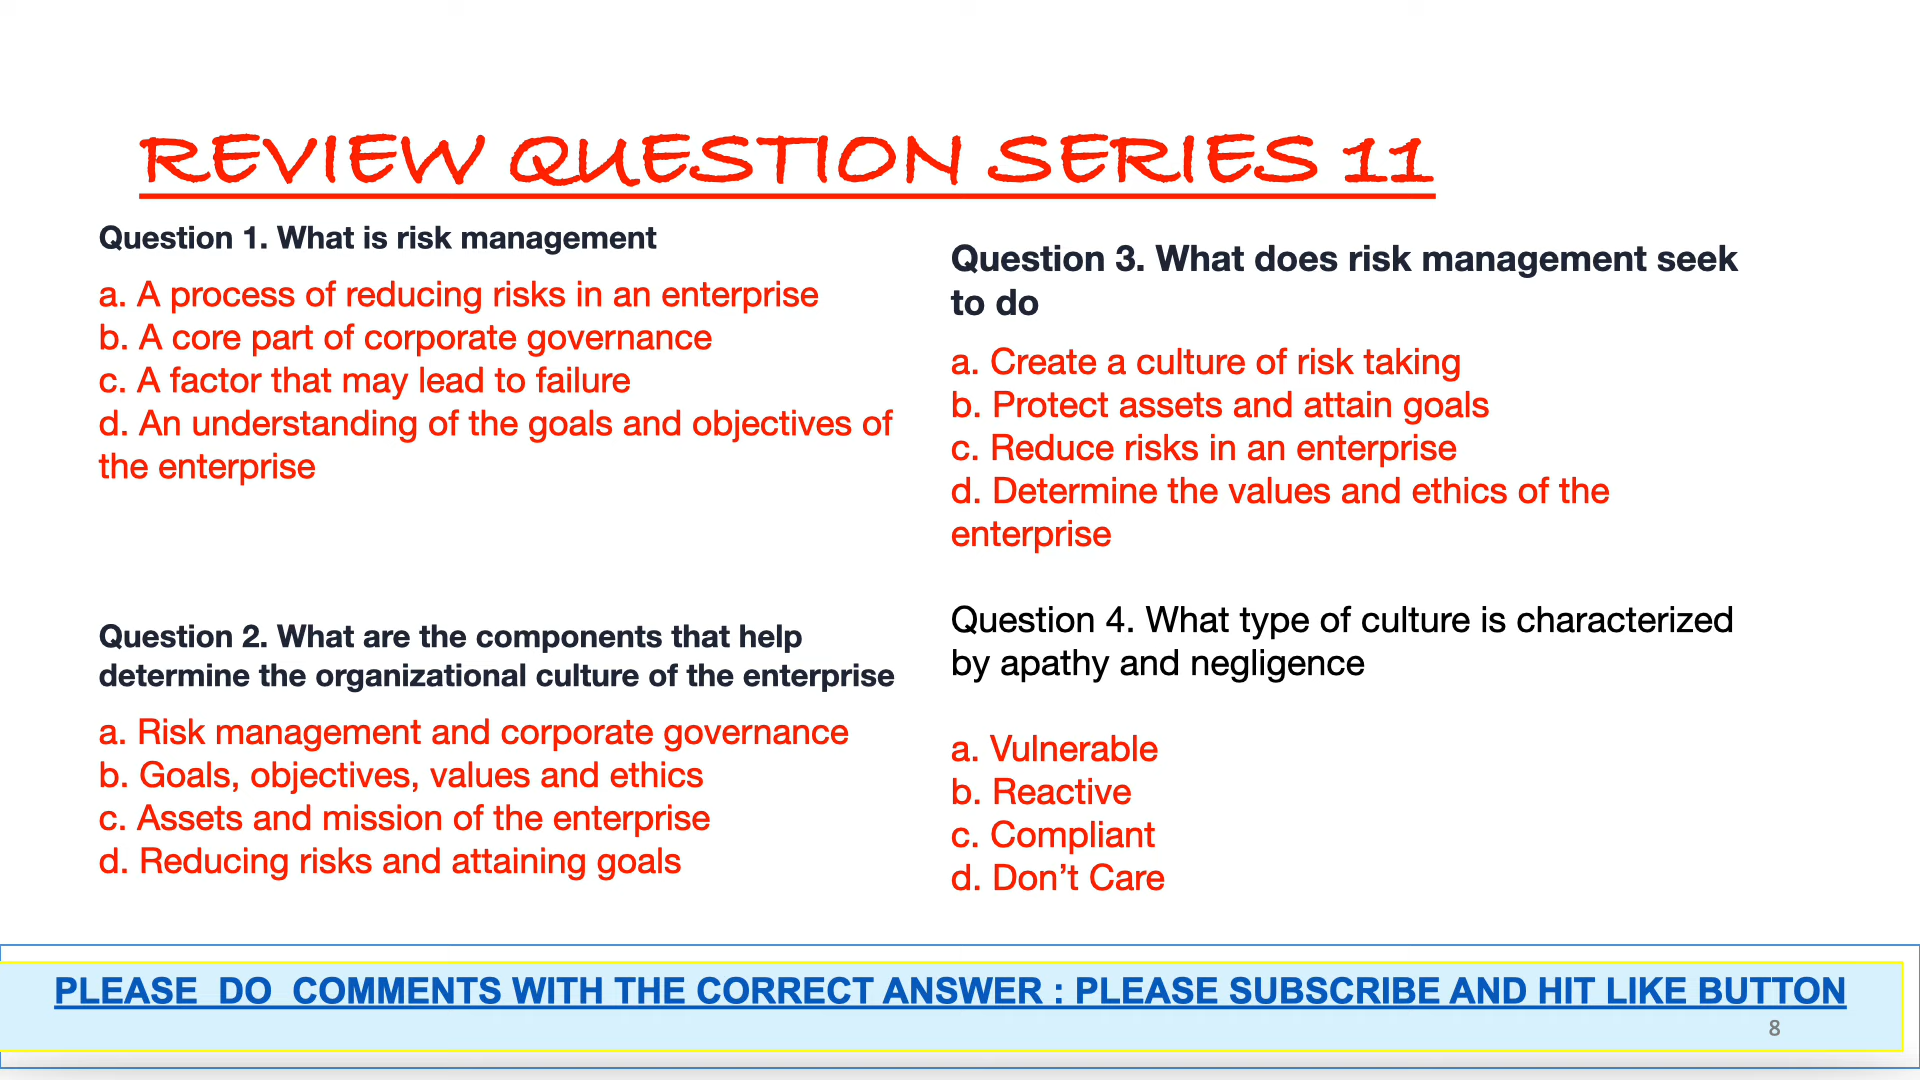 REVIEW QUESTION SERIES 11
Question 1. What is risk management
a. A process of reducing risks in an enterprise
b. A core part of corporate governance
c. A factor that may lead to failure
d. An understanding of the goals and objectives of
the enterprise
Question 2. What are the components that help
determine the organizational culture of the enterprise
a. Risk management and corporate governance
b. Goals, objectives, values and ethics
c. Assets and mission of the enterprise
d. Reducing risks and attaining goals
Question 3. What does risk management seek
to do
a. Create a culture of risk taking
b. Protect assets and attain goals
c. Reduce risks in an enterprise
d. Determine the values and ethics of the
enterprise
Question 4. What type of culture is characterized
by apathy and negligence
a. Vulnerable
b. Reactive
c. Compliant
d. Don’t Care
PLEASE DO COMMENTS WITH THE CORRECT ANSWER : PLEASE SUBSCRIBE AND HIT LIKE BUTTON
8